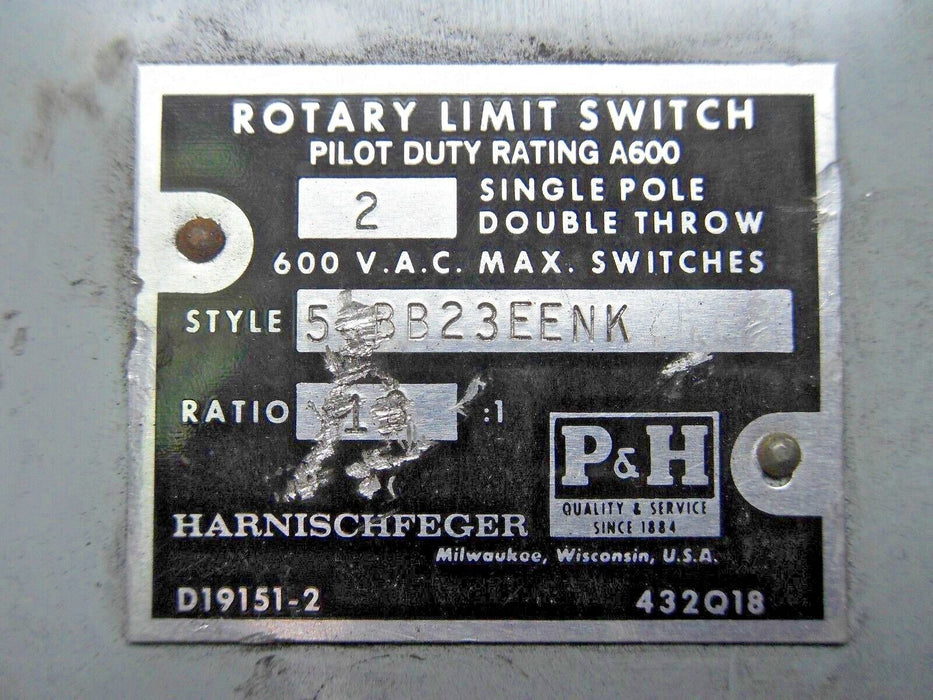 ROTARY LIMIT SWITCH
PILOT DUTY RATING A600
2 SINGLE POLE
DOUBLE THROW
600 V.A.C. MAX. SWITCHES
STYLE
RATIO :1
P&H
QUALITY & SERVICE
SINCE 1884
HARNISCHFEGER
Milwaukee, Wisconsin, U.S.A.
D19151-2 432Q18